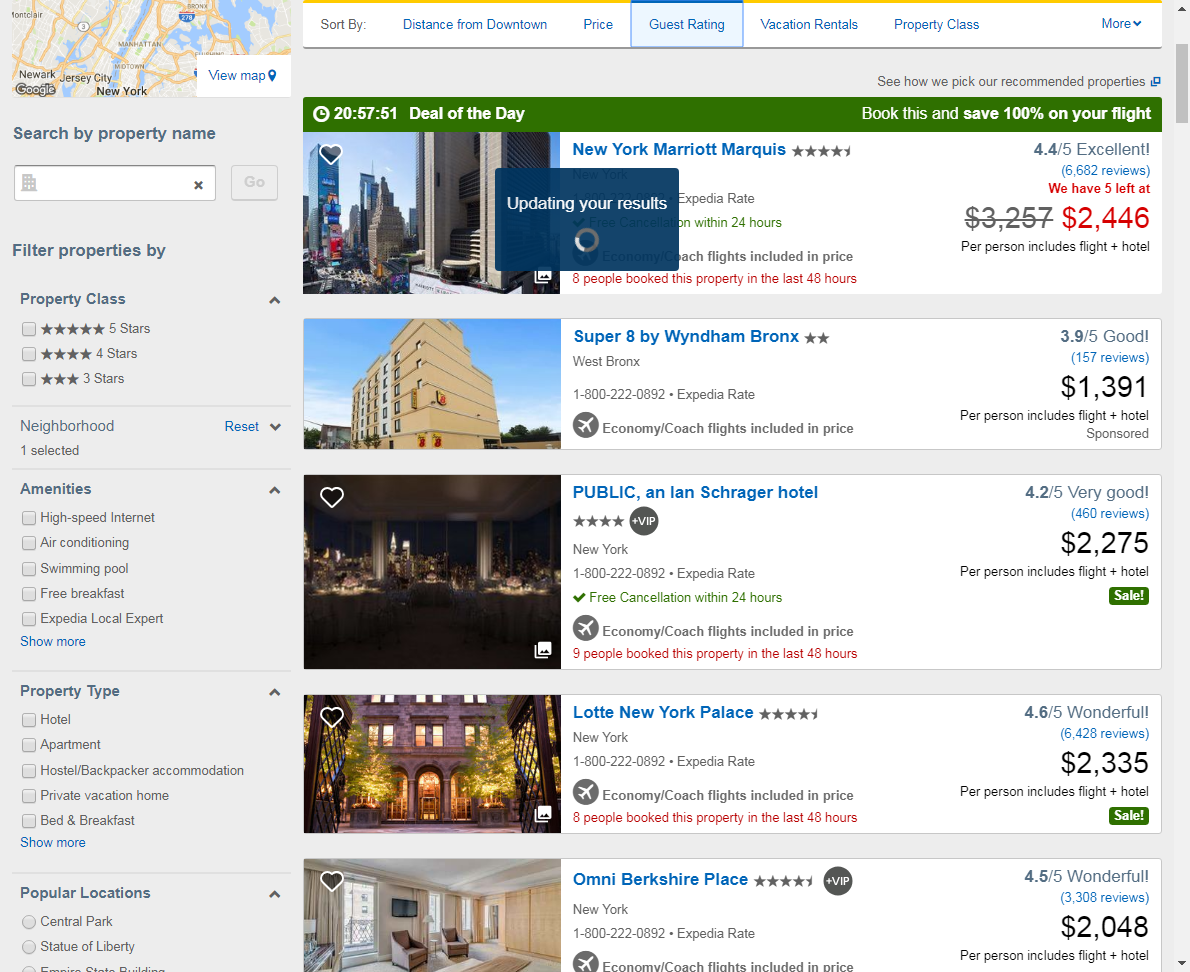 ontclair
BRONX
278
3
MANHATTAN
MIDTOWN
Newark
Jersey City
New York
Google
View map
Search by property name
Go
Filter properties by
Property Class
5 Stars
4 Stars
3 Stars
Neighborhood Reset
1 selected
Amenities
High-speed Internet
Air conditioning
Swimming pool
Free breakfast
Expedia Local Expert
Show more
Property Type
Hotel
Apartment
Hostel/Backpacker accommodation
Private vacation home
Bed & Breakfast
Show more
Popular Locations
Central Park
Statue of Liberty
Empire State Building
Sort By: Distance from Downtown Price Guest Rating Vacation Rentals Property Class More
See how we pick our recommended properties
20:57:51 Deal of the Day Book this and save 100% on your flight
New York Marriott Marquis 4.4/5 Excellent!
New York (6,682 reviews)
We have 5 left at
Updating your results
Expedia Rate $3,257 $2,446
Free Cancellation within 24 hours
Per person includes flight + hotel
Economy/Coach flights included in price
8 people booked this property in the last 48 hours
Super 8 by Wyndham Bronx 3.9/5 Good!
West Bronx (157 reviews)
1-800-222-0892 • Expedia Rate $1,391
Per person includes flight + hotel
Economy/Coach flights included in price Sponsored
PUBLIC, an Ian Schrager hotel 4.2/5 Very good!
+VIP (460 reviews)
New York $2,275
1-800-222-0892 • Expedia Rate Per person includes flight + hotel
Free Cancellation within 24 hours Sale!
Economy/Coach flights included in price
9 people booked this property in the last 48 hours
Lotte New York Palace 4.6/5 Wonderful!
New York (6,428 reviews)
1-800-222-0892 • Expedia Rate $2,335
Economy/Coach flights included in price Per person includes flight + hotel
8 people booked this property in the last 48 hours Sale!
Omni Berkshire Place +VIP 4.5/5 Wonderful!
New York (3,308 reviews)
1-800-222-0892 • Expedia Rate $2,048
Economy/Coach flights included in price Per person includes flight + hotel